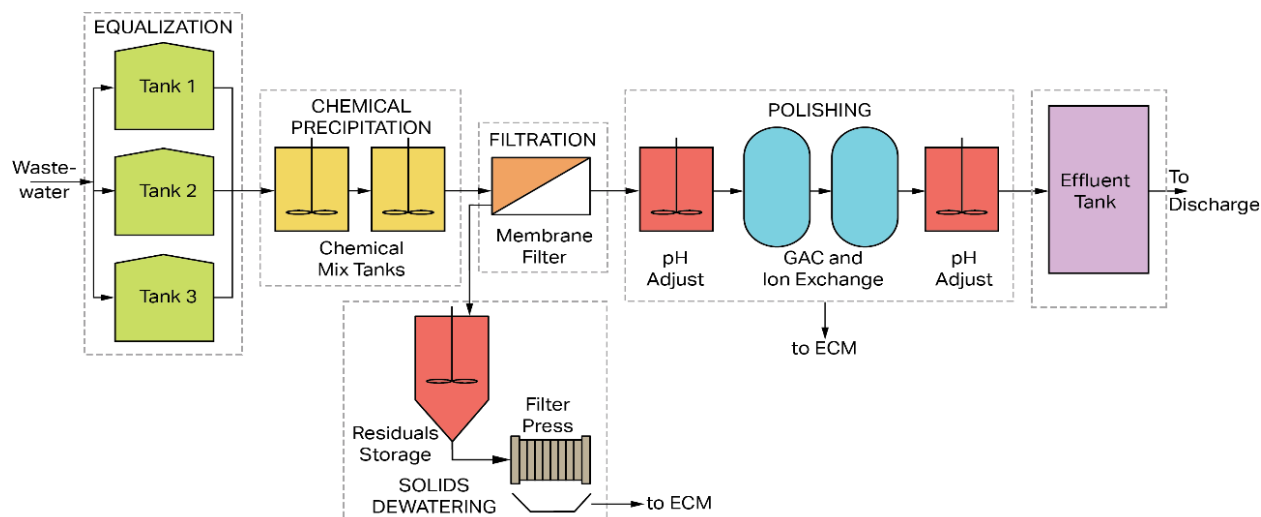 EQUALIZATION
Tank 1
Tank 2
Tank 3
Waste-
water
CHEMICAL
PRECIPITATION
Chemical
Mix Tanks
FILTRATION
Membrane
Filter
POLISHING
pH
Adjust
GAC and
Ion Exchange
pH
Adjust
to ECM
Effluent
Tank
To
Discharge
Residuals
Storage
Filter
Press
SOLIDS
DEWATERING
to ECM